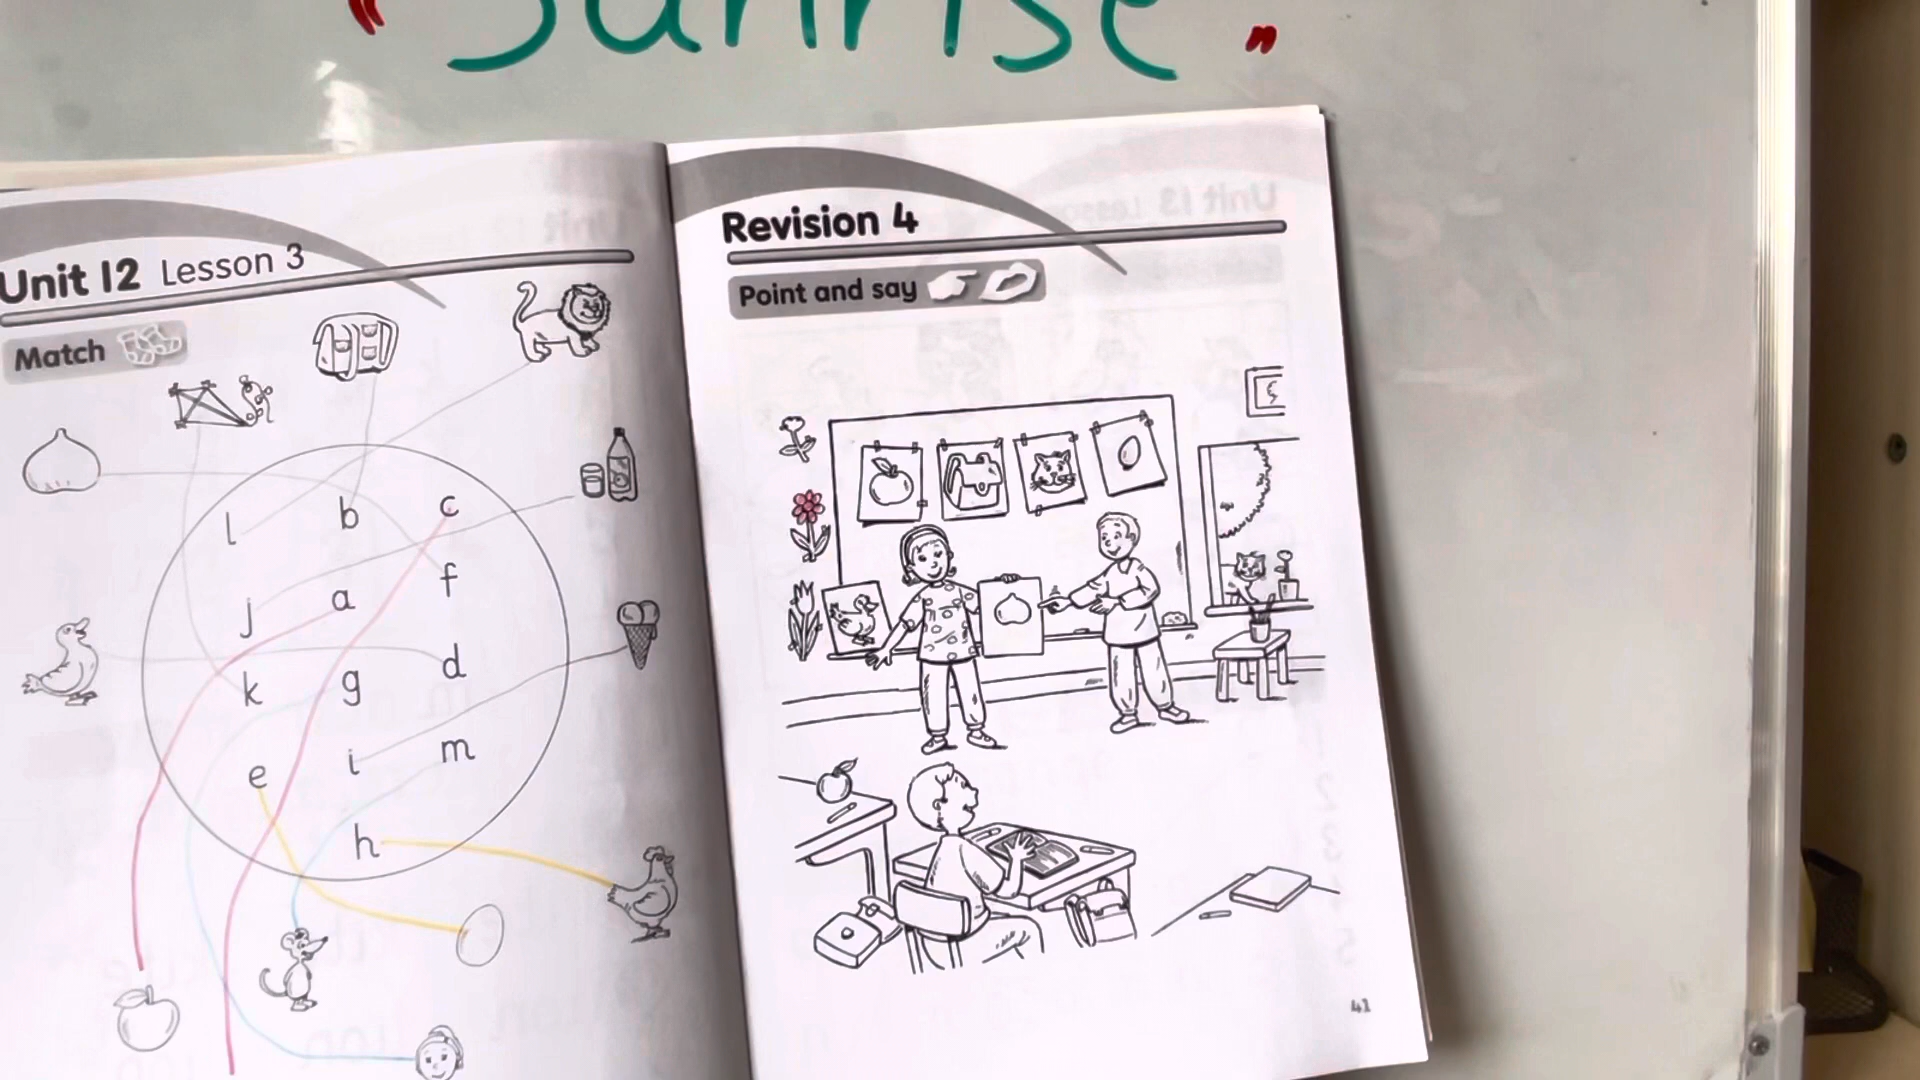 "Sunrise."
Unit 12 Lesson 3
Match
l b c
j a f
k g d
e i m
h
Revision 4
Point and say
41